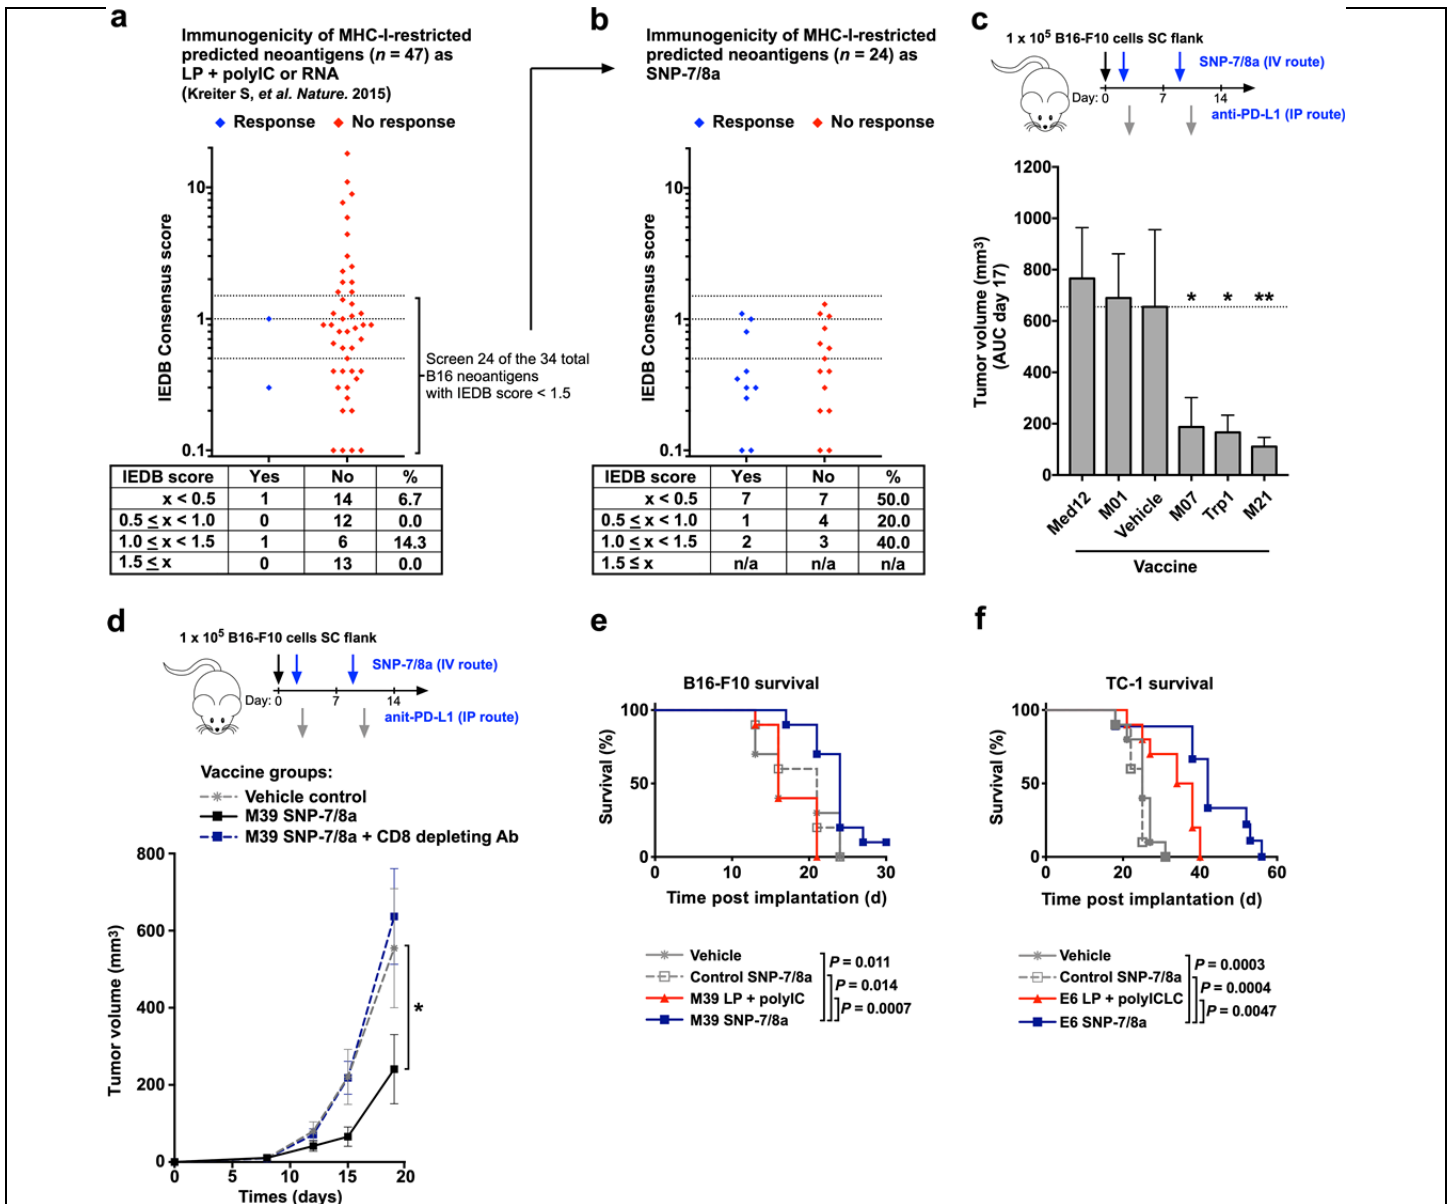 a
Immunogenicity of MHC-I-restricted
predicted neoantigens (n = 47) as
LP + polyIC or RNA
(Kreiter S, et al. Nature. 2015)
Response No response
IEDB Consensus score
10
1
0.1
Screen 24 of the 34 total
B16 neoantigens
with IEDB score < 1.5
IEDB score Yes No %
x < 0.5 1 14 6.7
0.5 ≤ x < 1.0 0 12 0.0
1.0 ≤ x < 1.5 1 6 14.3
1.5 ≤ x 0 13 0.0
b
Immunogenicity of MHC-I-restricted
predicted neoantigens (n = 24) as
SNP-7/8a
Response No response
IEDB Consensus score
10
1
0.1
IEDB score Yes No %
x < 0.5 7 7 50.0
0.5 ≤ x < 1.0 1 4 20.0
1.0 ≤ x < 1.5 2 3 40.0
1.5 ≤ x n/a n/a n/a
c
1 x 10⁵ B16-F10 cells SC flank
SNP-7/8a (IV route)
Day: 0 7 14
anti-PD-L1 (IP route)
Tumor volume (mm³)
(AUC day 17)
1200
1000
800
600
400
200
0
* * **
Med12 M01 Vehicle M07 Trp1 M21
Vaccine
d
1 x 10⁵ B16-F10 cells SC flank
SNP-7/8a (IV route)
Day: 0 7 14
anit-PD-L1 (IP route)
Vaccine groups:
Vehicle control
M39 SNP-7/8a
M39 SNP-7/8a + CD8 depleting Ab
Tumor volume (mm³)
800
600
400
200
0
*
0 5 10 15 20
Times (days)
e
B16-F10 survival
Survival (%)
100
50
0
0 10 20 30
Time post implantation (d)
Vehicle
Control SNP-7/8a
M39 LP + polyIC
M39 SNP-7/8a
P = 0.011
P = 0.014
P = 0.0007
f
TC-1 survival
Survival (%)
100
50
0
0 20 40 60
Time post implantation (d)
Vehicle
Control SNP-7/8a
E6 LP + polyICLC
E6 SNP-7/8a
P = 0.0003
P = 0.0004
P = 0.0047